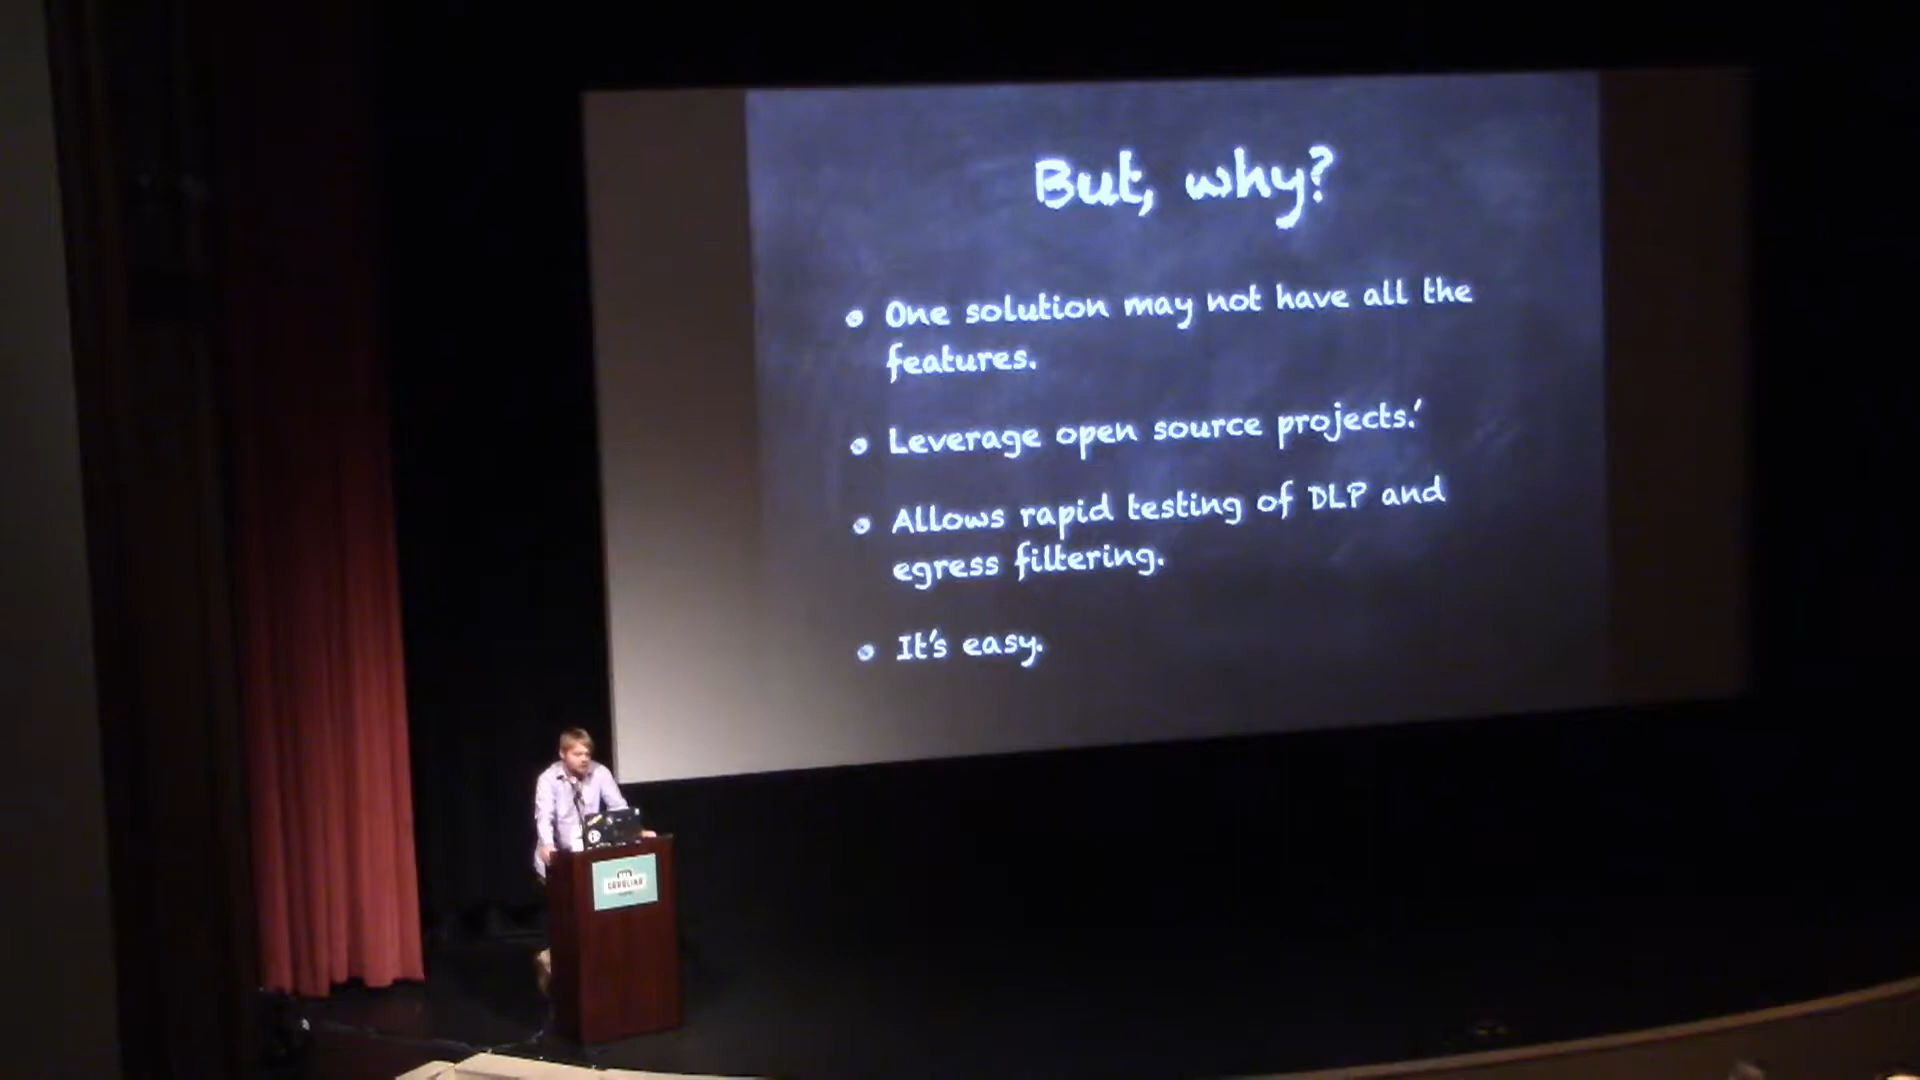 But, why?
One solution may not have all the
features.
Leverage open source projects.'
Allows rapid testing of DLP and
egress filtering.
It's easy.
CAROLINA